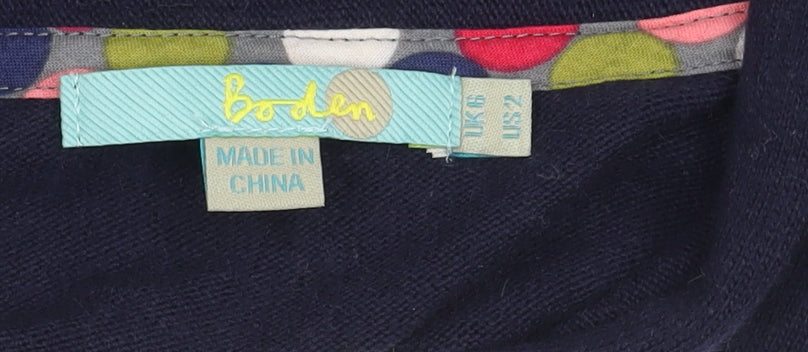 Boden
UK 6
US 2
MADE IN
CHINA